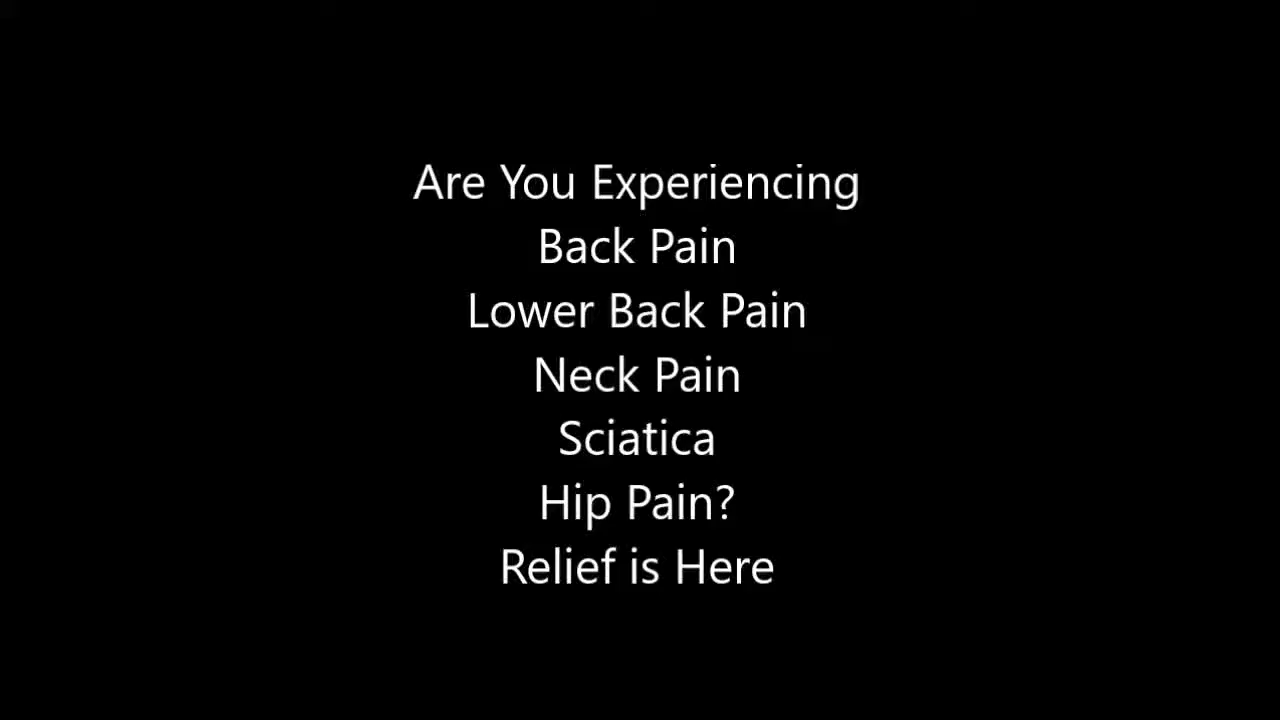 Are You Experiencing
Back Pain
Lower Back Pain
Neck Pain
Sciatica
Hip Pain?
Relief is Here